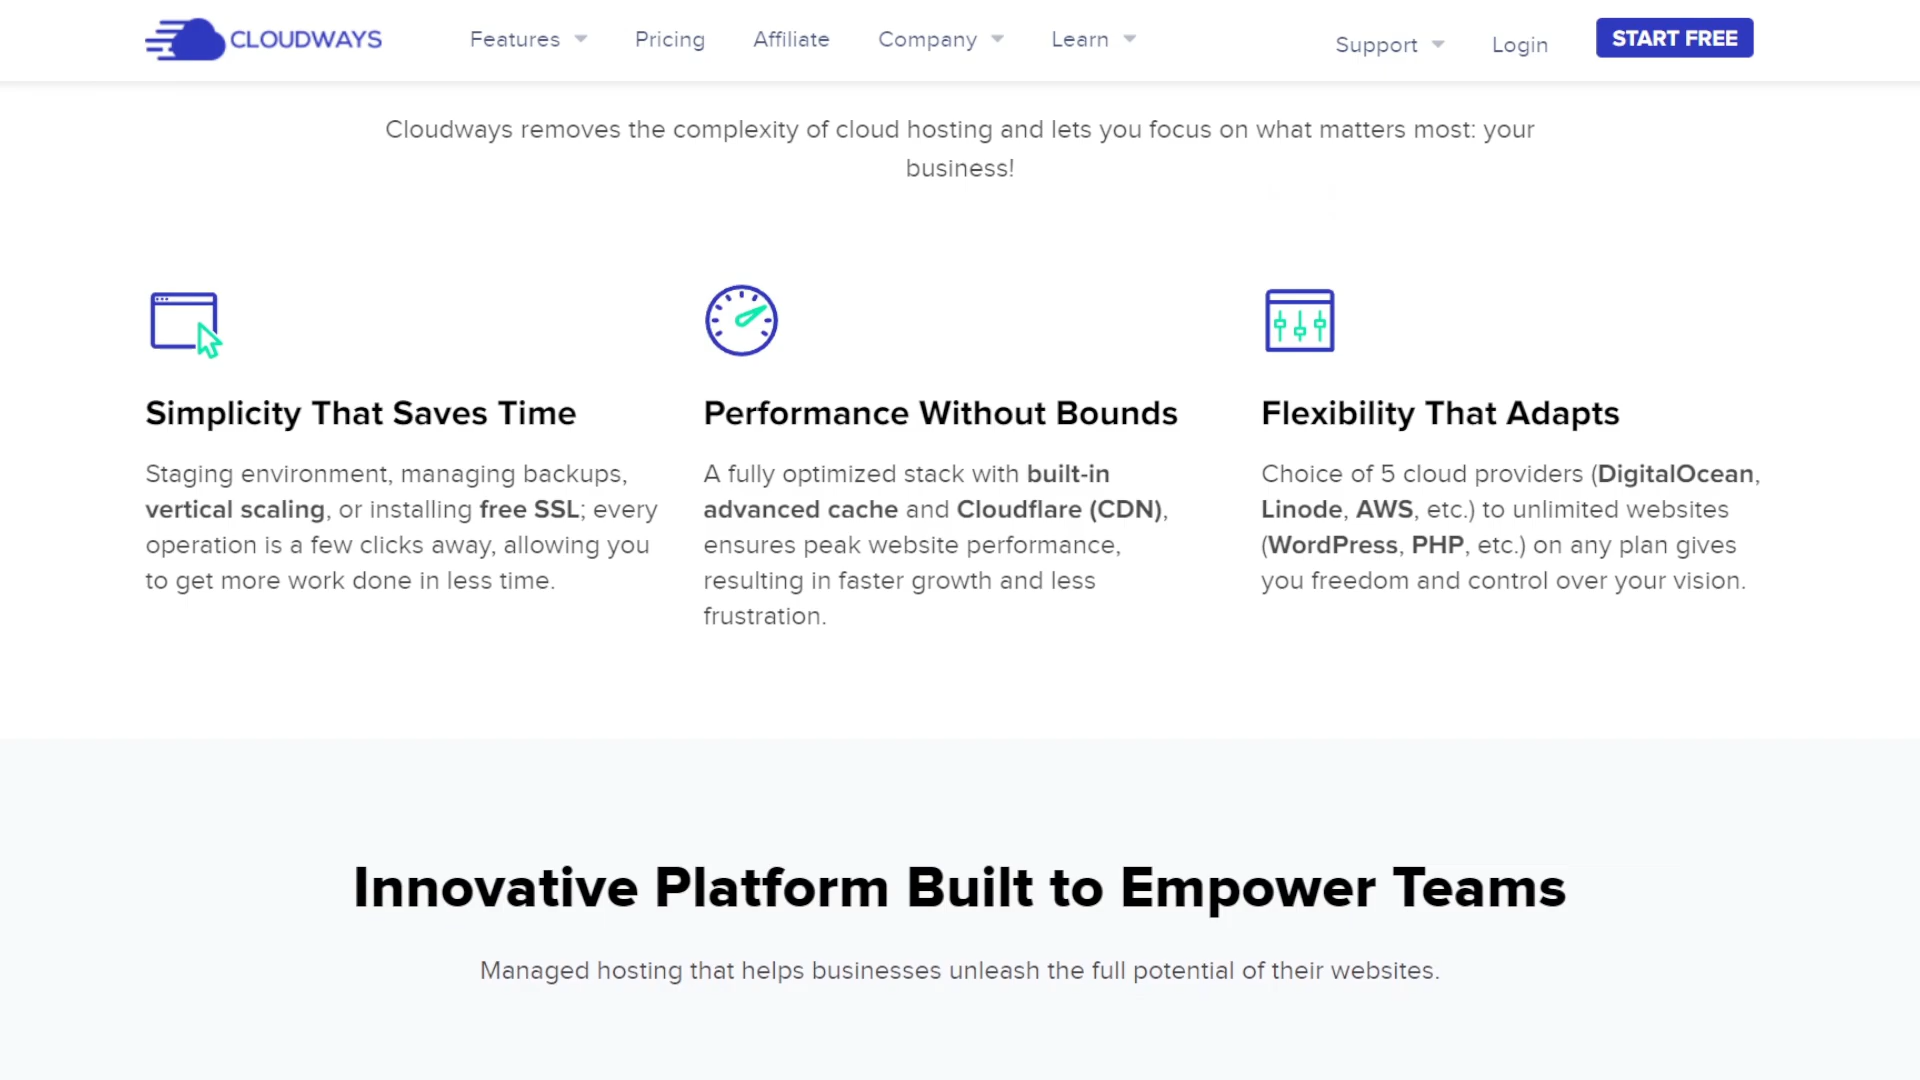 CLOUDWAYS
Features
Pricing
Affiliate
Company
Learn
Support
Login
START FREE
Cloudways removes the complexity of cloud hosting and lets you focus on what matters most: your
business!
Simplicity That Saves Time
Staging environment, managing backups,
vertical scaling, or installing free SSL; every
operation is a few clicks away, allowing you
to get more work done in less time.
Performance Without Bounds
A fully optimized stack with built-in
advanced cache and Cloudflare (CDN),
ensures peak website performance,
resulting in faster growth and less
frustration.
Flexibility That Adapts
Choice of 5 cloud providers (DigitalOcean,
Linode, AWS, etc.) to unlimited websites
(WordPress, PHP, etc.) on any plan gives
you freedom and control over your vision.
Innovative Platform Built to Empower Teams
Managed hosting that helps businesses unleash the full potential of their websites.